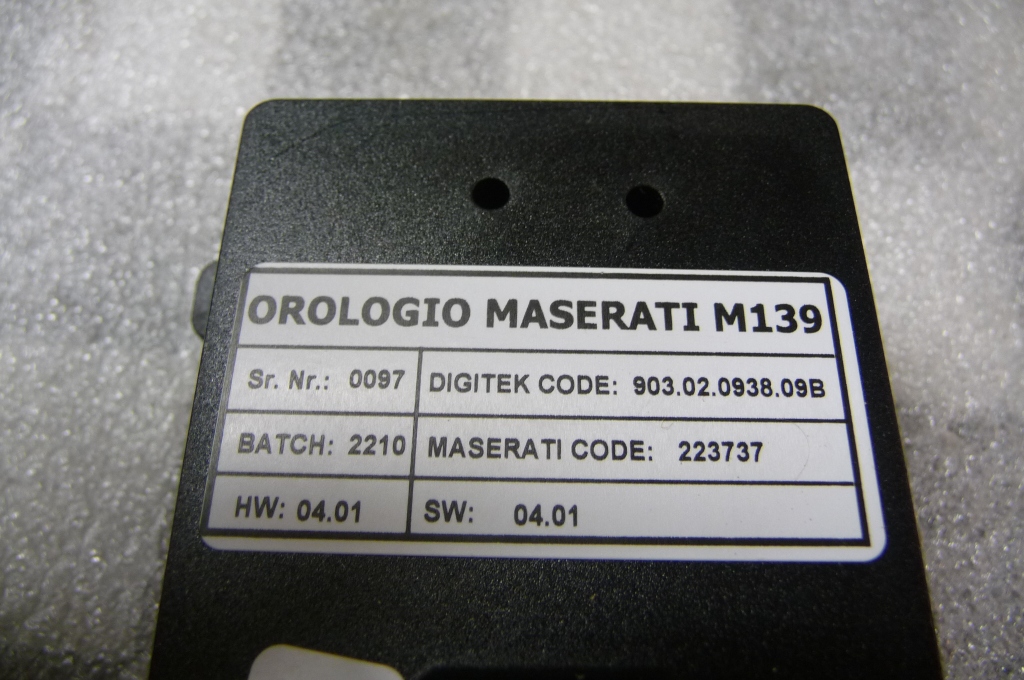 OROLOGIO MASERATI M139
Sr. Nr.: 0097 DIGITEK CODE: 903.02.0938.09B
BATCH: 2210 MASERATI CODE: 223737
HW: 04.01 SW: 04.01